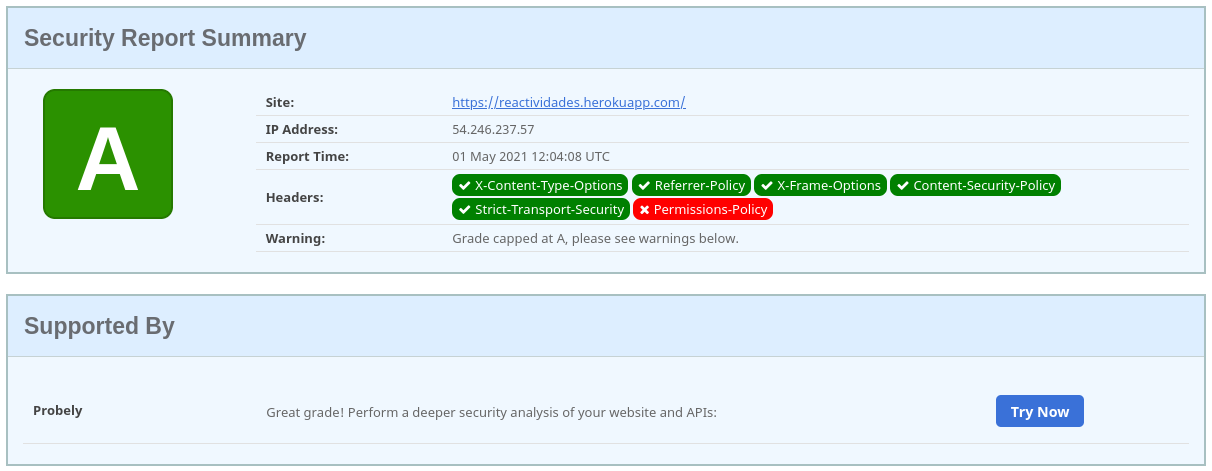 Security Report Summary
A
Site: https://reactividades.herokuapp.com/
IP Address: 54.246.237.57
Report Time: 01 May 2021 12:04:08 UTC
Headers: X-Content-Type-Options Referrer-Policy X-Frame-Options Content-Security-Policy
Strict-Transport-Security Permissions-Policy
Warning: Grade capped at A, please see warnings below.
Supported By
Probely Great grade! Perform a deeper security analysis of your website and APIs: Try Now